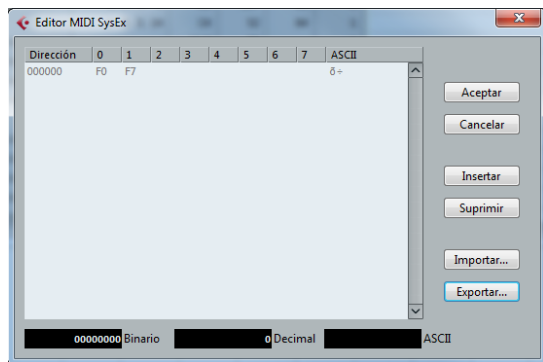 Editor MIDI SysEx
Dirección 0 1 2 3 4 5 6 7 ASCII
000000 F0 F7 ð÷
Aceptar
Cancelar
Insertar
Suprimir
Importar...
Exportar...
00000000 Binario 0 Decimal ASCII